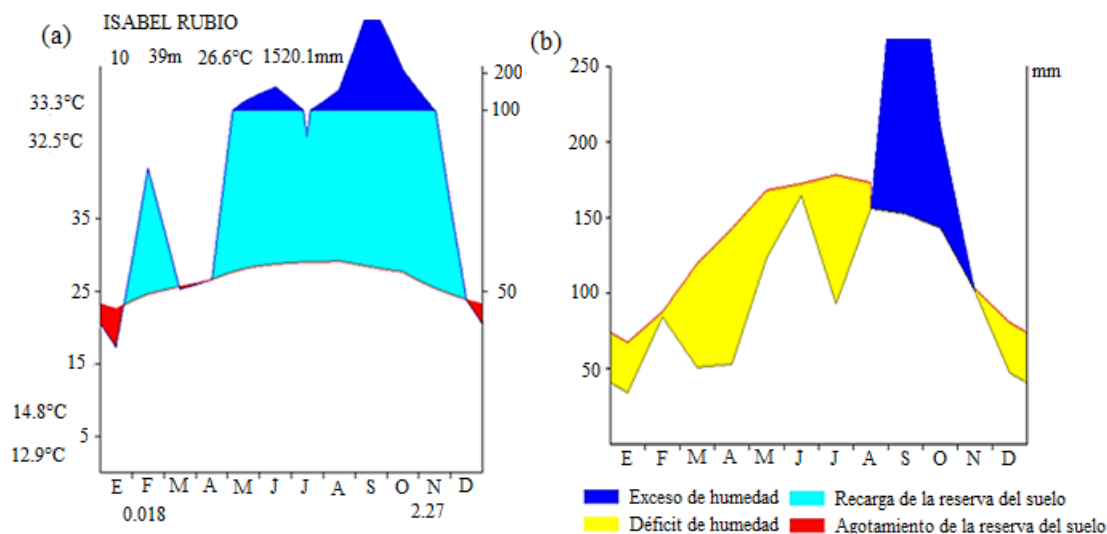 (a)
ISABEL RUBIO
10 39m 26.6°C 1520.1mm
33.3°C
32.5°C
35
25
15
14.8°C
12.9°C
5
200
100
50
E F M A M J J A S O N D
0.018 2.27
(b)
250
200
150
100
50
mm
E F M A M J J A S O N D
Exceso de humedad
Recarga de la reserva del suelo
Déficit de humedad
Agotamiento de la reserva del suelo